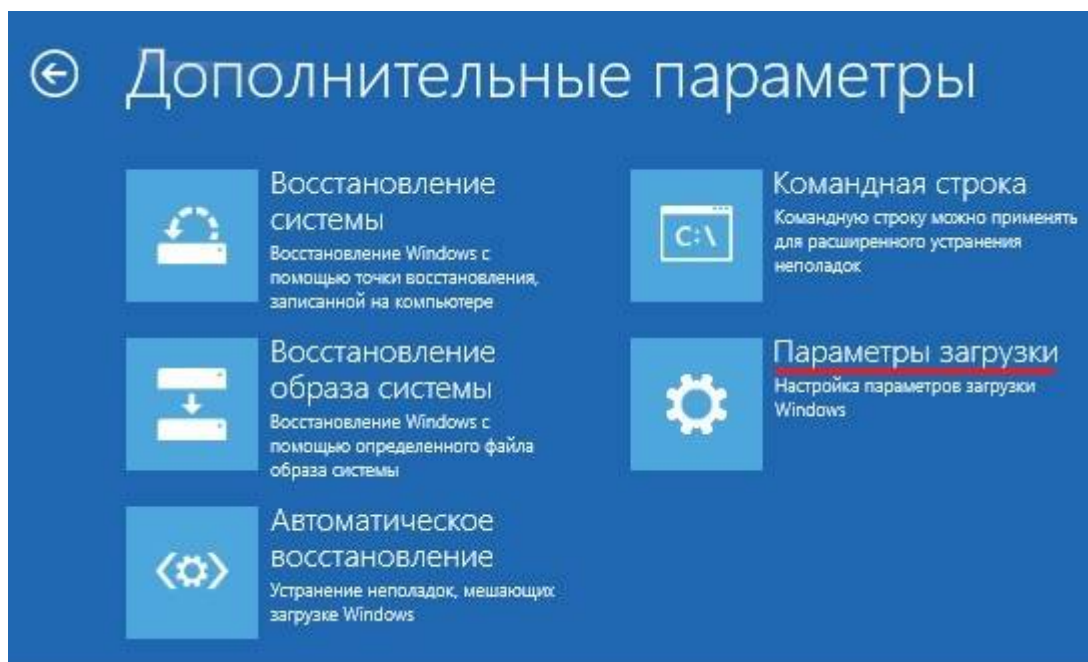 Дополнительные параметры
Восстановление
системы
Восстановление Windows с
помощью точки восстановления,
записанной на компьютере
Восстановление
образа системы
Восстановление Windows с
помощью определенного файла
образа системы
Автоматическое
восстановление
Устранение неполадок, мешающих
загрузке Windows
Командная строка
Командную строку можно применять
для расширенного устранения
неполадок
C:\
Параметры загрузки
Настройка параметров загрузки
Windows